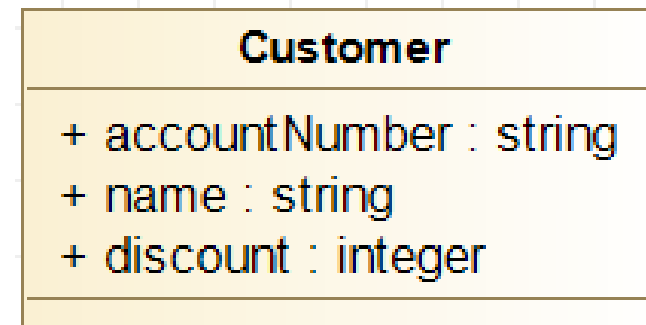 Customer
+ accountNumber : string
+ name : string
+ discount : integer